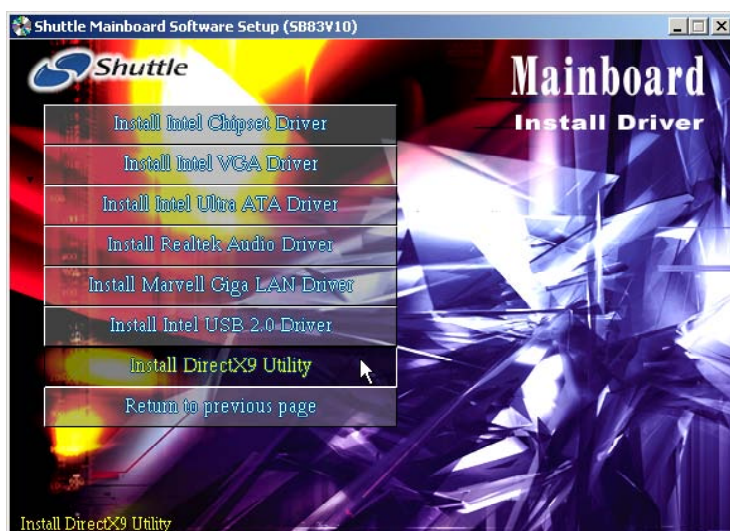 Shuttle Mainboard Software Setup (SB83V10)
Shuttle
Mainboard
Install Driver
Install Intel Chipset Driver
Install Intel VGA Driver
Install Intel Ultra ATA Driver
Install Realtek Audio Driver
Install Marvell Giga LAN Driver
Install Intel USB 2.0 Driver
Install DirectX9 Utility
Return to previous page
Install DirectX9 Utility